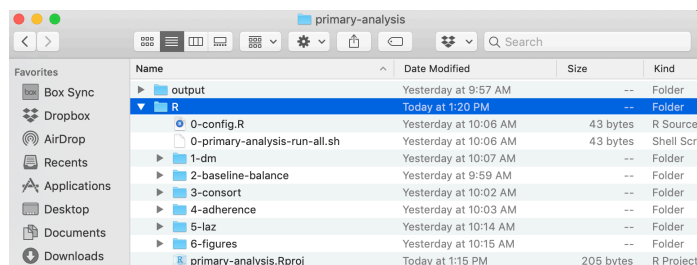 primary-analysis
Search
Favorites
Name Date Modified Size Kind
box Box Sync
output Yesterday at 9:57 AM -- Folder
Dropbox
R Today at 1:20 PM -- Folder
0-config.R Yesterday at 10:06 AM 43 bytes R Source
AirDrop
0-primary-analysis-run-all.sh Yesterday at 10:06 AM 43 bytes Shell Scr
Recents
1-dm Yesterday at 10:07 AM -- Folder
Applications
2-baseline-balance Yesterday at 9:59 AM -- Folder
3-consort Yesterday at 10:02 AM -- Folder
Desktop
4-adherence Yesterday at 10:03 AM -- Folder
Documents
5-laz Yesterday at 10:14 AM -- Folder
6-figures Yesterday at 10:15 AM -- Folder
Downloads
R primary-analysis.Rproj Today at 1:15 PM 205 bytes R Project